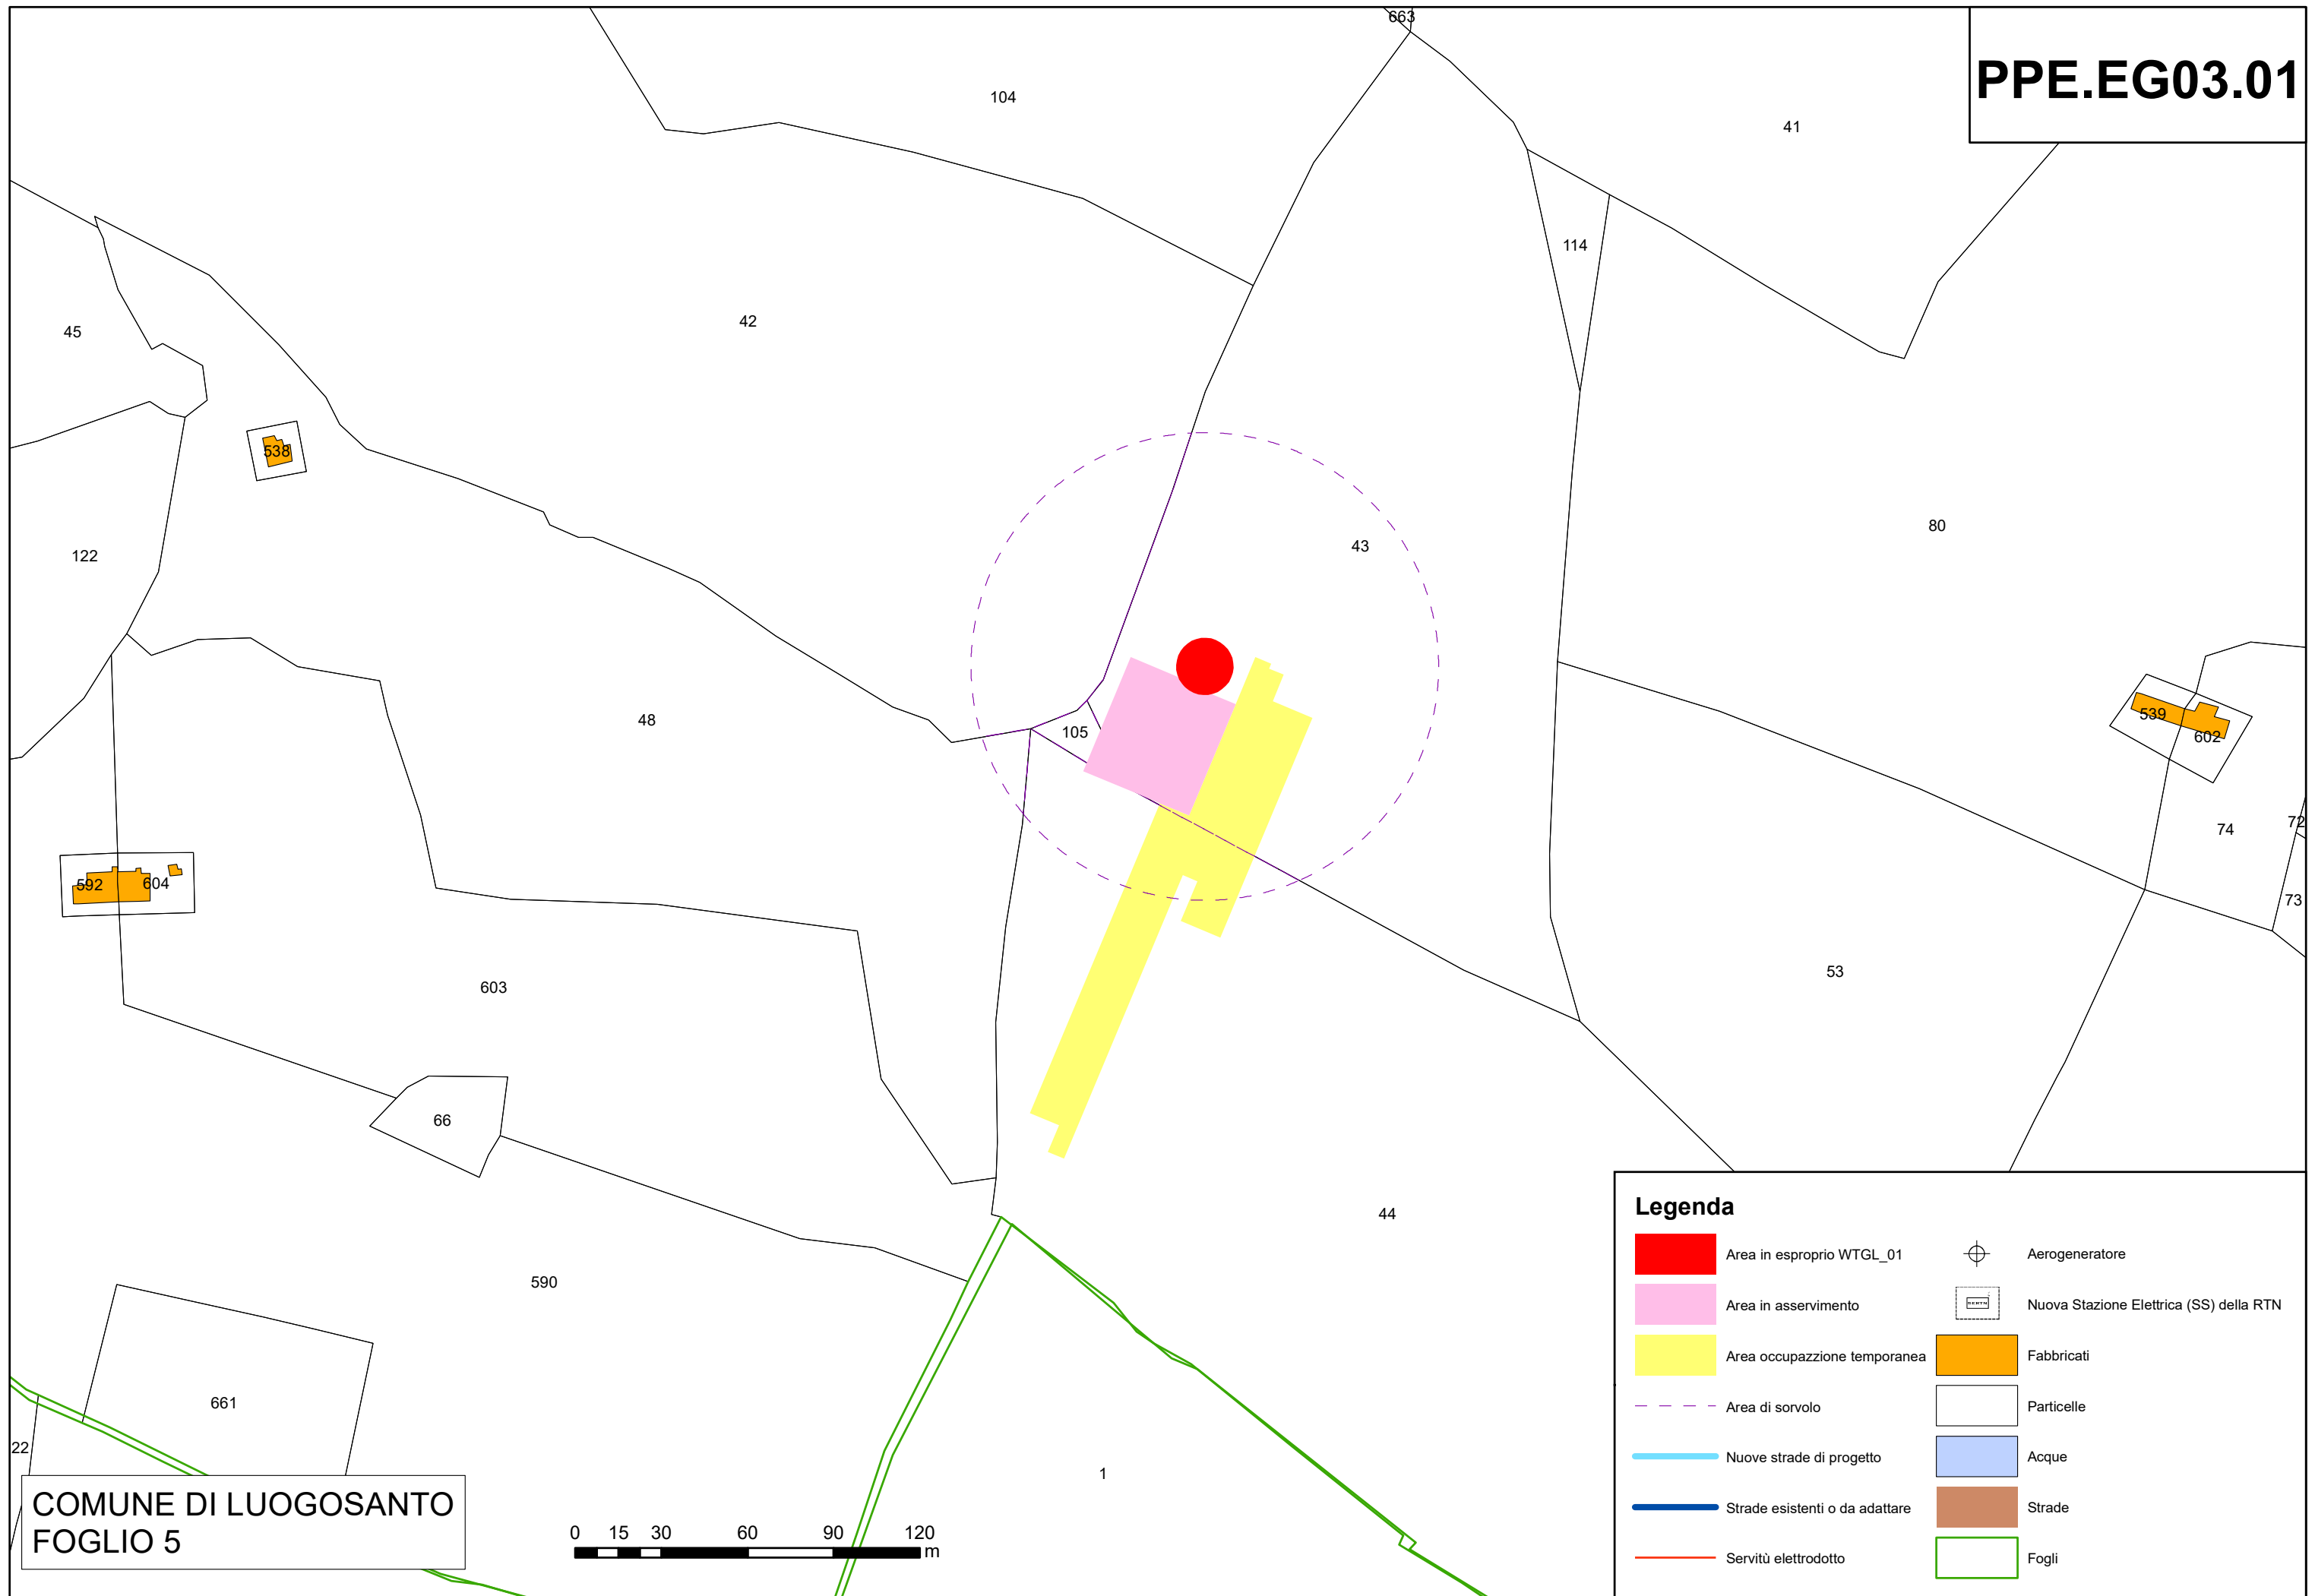 663
PPE.EG03.01
104
41
114
42
45
538
43
80
122
48
105
539
602
74
72
592
604
73
53
603
66
44
590
661
22
1
COMUNE DI LUOGOSANTO
FOGLIO 5
0 15 30 60 90 120
m
Legenda
Area in esproprio WTGL_01
Aerogeneratore
Area in asservimento
Nuova Stazione Elettrica (SS) della RTN
Area occupazzione temporanea
Fabbricati
Area di sorvolo
Particelle
Nuove strade di progetto
Acque
Strade esistenti o da adattare
Strade
Servitù elettrodotto
Fogli